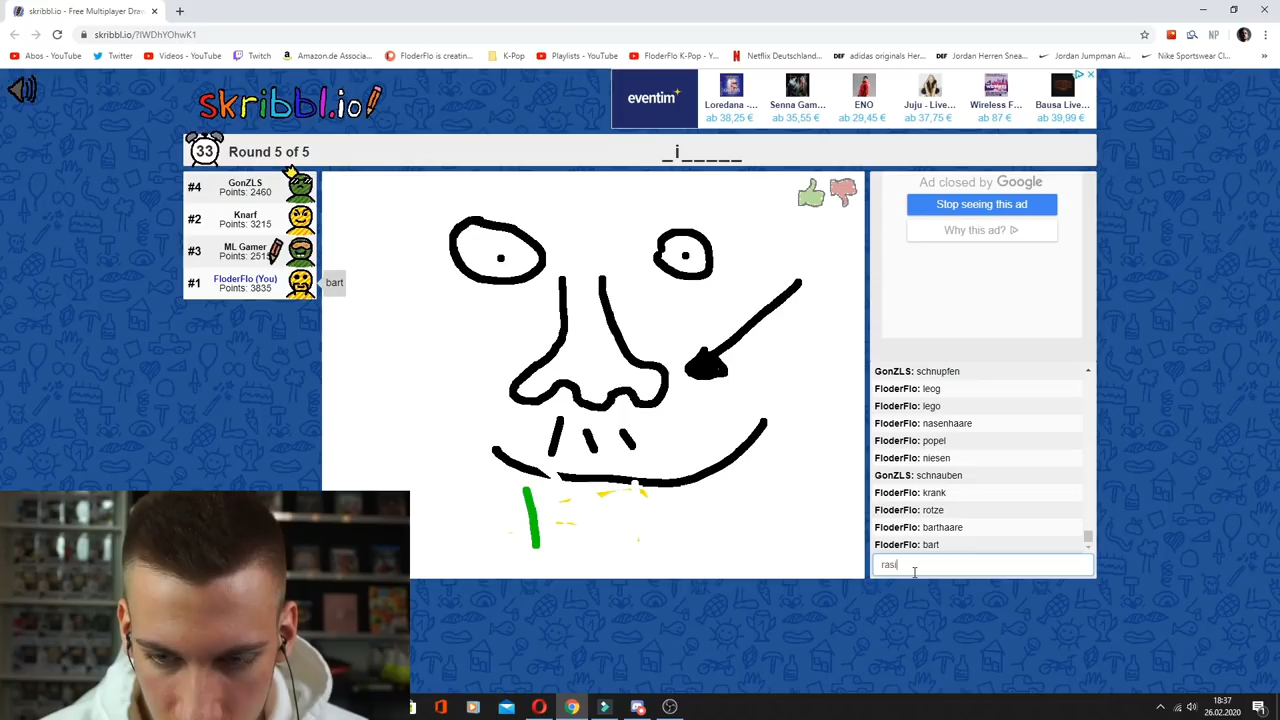 skribbl.io - Free Multiplayer Draw
skribbl.io/?IWDhYOhwK1
NP
Abos - YouTube
Twitter
Videos - YouTube
Twitch
Amazon.de Associa...
FloderFlo is creatin...
K-Pop
Playlists - YouTube
FloderFlo K-Pop - Y...
Netflix Deutschland...
DEF adidas originals Her...
DEF Jordan Herren Snea...
Jordan Jumpman Ai...
Nike Sportswear Cl...
skribbl.io
eventim
Loredana -...
ab 38,25 €
Senna Gam...
ab 35,55 €
ENO
ab 29,45 €
Juju - Live...
ab 37,75 €
Wireless F...
ab 87 €
Bausa Live...
ab 39,99 €
33
Round 5 of 5
_i_____
#4
GonZLS
Points: 2460
#2
Knarf
Points: 3215
#3
ML Gamer
Points: 2515
#1
FloderFlo (You)
Points: 3835
bart
Ad closed by Google
Stop seeing this ad
Why this ad?
GonZLS: schnupfen
FloderFlo: leog
FloderFlo: lego
FloderFlo: nasenhaare
FloderFlo: popel
FloderFlo: niesen
GonZLS: schnauben
FloderFlo: krank
FloderFlo: rotze
FloderFlo: barthaare
FloderFlo: bart
rasi
18:37
26.02.2020